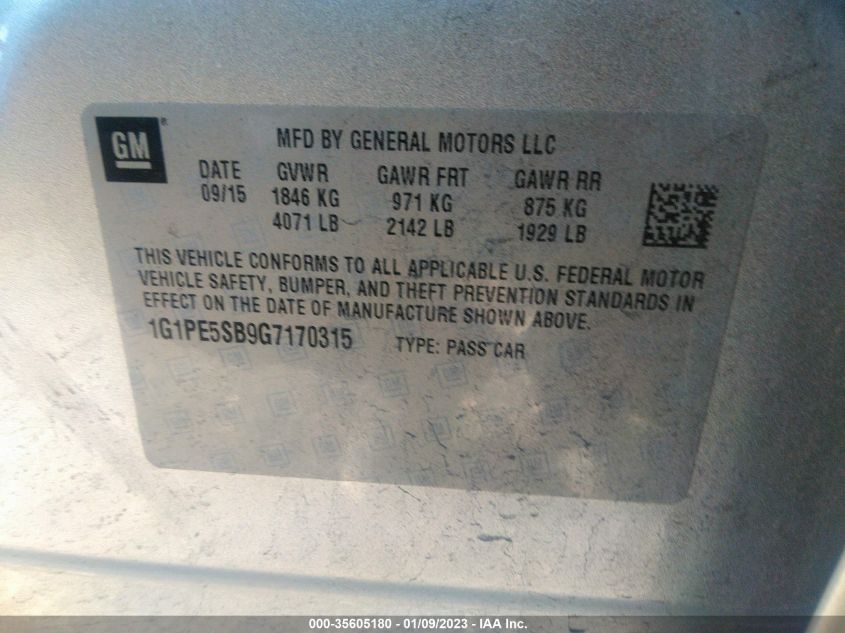 GM®
MFD BY GENERAL MOTORS LLC
DATE GVWR GAWR FRT GAWR RR
09/15 1846 KG 971 KG 875 KG
4071 LB 2142 LB 1929 LB
THIS VEHICLE CONFORMS TO ALL APPLICABLE U.S. FEDERAL MOTOR
VEHICLE SAFETY, BUMPER, AND THEFT PREVENTION STANDARDS IN
EFFECT ON THE DATE OF MANUFACTURE SHOWN ABOVE.
1G1PE5SB9G7170315 TYPE: PASS CAR
000-35605180 - 01/09/2023 - IAA Inc.